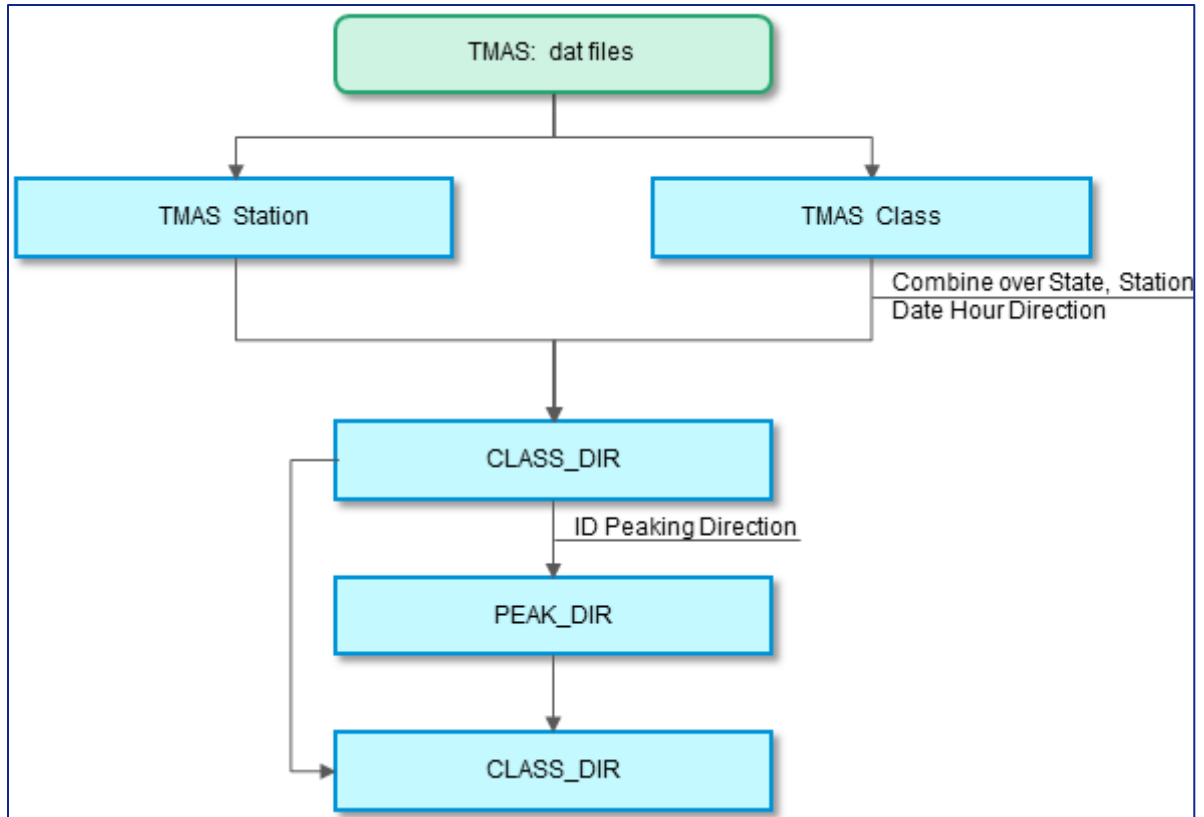 TMAS: dat files
TMAS Station
TMAS Class
Combine over State, Station
Date Hour Direction
CLASS_DIR
ID Peaking Direction
PEAK_DIR
CLASS_DIR